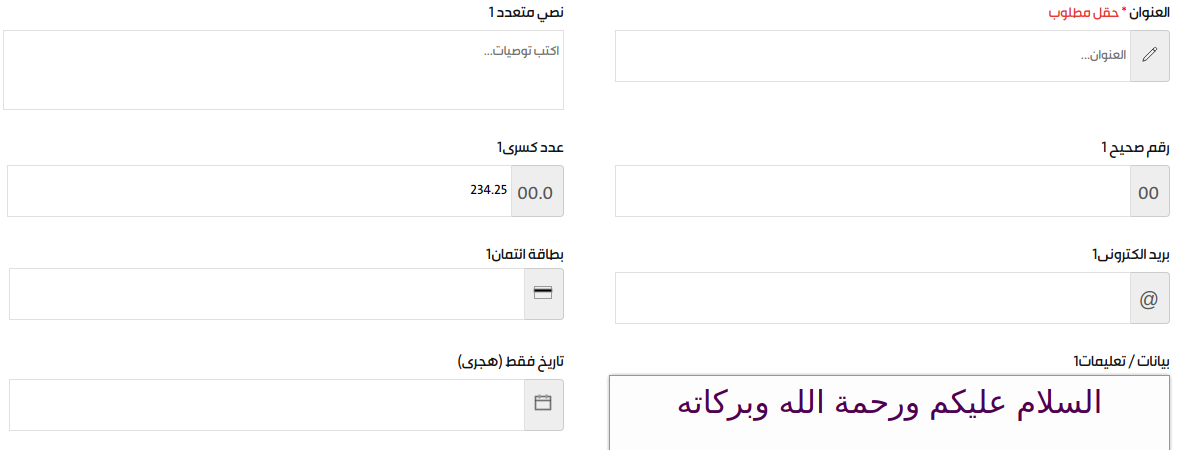 العنوان * حقل مطلوب
العنوان...
نصي متعدد 1
اكتب توصيات...
رقم صحيح 1
00
عدد كسرى1
00.0
234.25
بريد الكترونى1
@
بطاقة ائتمان1
بيانات / تعليمات1
السلام عليكم ورحمة الله وبركاته
تاريخ فقط (هجرى)